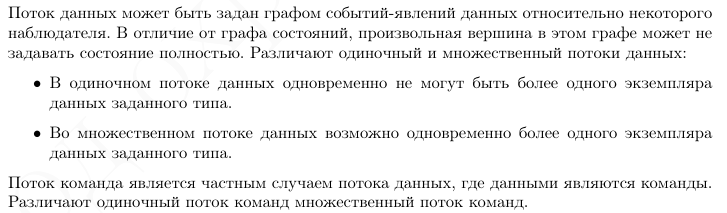 Поток данных может быть задан графом событий-явлений данных относительно некоторого
наблюдателя. В отличие от графа состояний, произвольная вершина в этом графе может не
задавать состояние полностью. Различают одиночный и множественный потоки данных:
• В одиночном потоке данных одновременно не могут быть более одного экземпляра
данных заданного типа.
• Во множественном потоке данных возможно одновременно более одного экземпляра
данных заданного типа.
Поток команда является частным случаем потока данных, где данными являются команды.
Различают одиночный поток команд множественный поток команд.